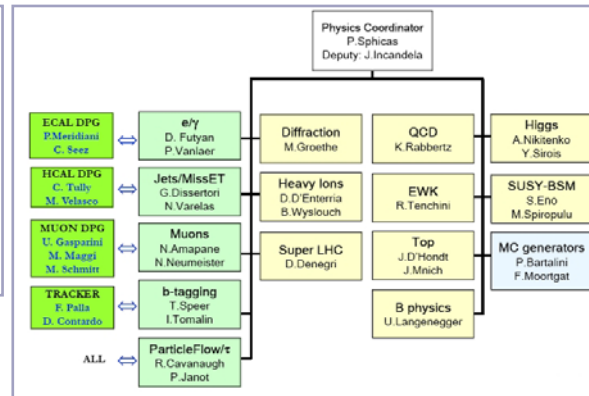 Physics Coordinator
P.Sphicas
Deputy: J.Incandela
ECAL DPG
P.Meridiani
C. Seez
e/γ
D. Futyan
P.Vanlaer
Diffraction
M.Groethe
QCD
K.Rabbertz
Higgs
A.Nikitenko
Y.Sirois
HCAL DPG
C. Tully
M. Velasco
Jets/MissET
G.Dissertori
N.Varelas
Heavy Ions
D.D'Enterria
B.Wyslouch
EWK
R.Tenchini
SUSY-BSM
S.Eno
M.Spiropulu
MUON DPG
U. Gasparini
M. Maggi
M. Schmitt
Muons
N.Amapane
N.Neumeister
Super LHC
D.Denegri
Top
J.D'Hondt
J.Mnich
MC generators
P.Bartalini
F.Moortgat
TRACKER
F. Palla
D. Contardo
b-tagging
T.Speer
I.Tomalin
B physics
U.Langenegger
ALL
ParticleFlow/τ
R.Cavanaugh
P.Janot